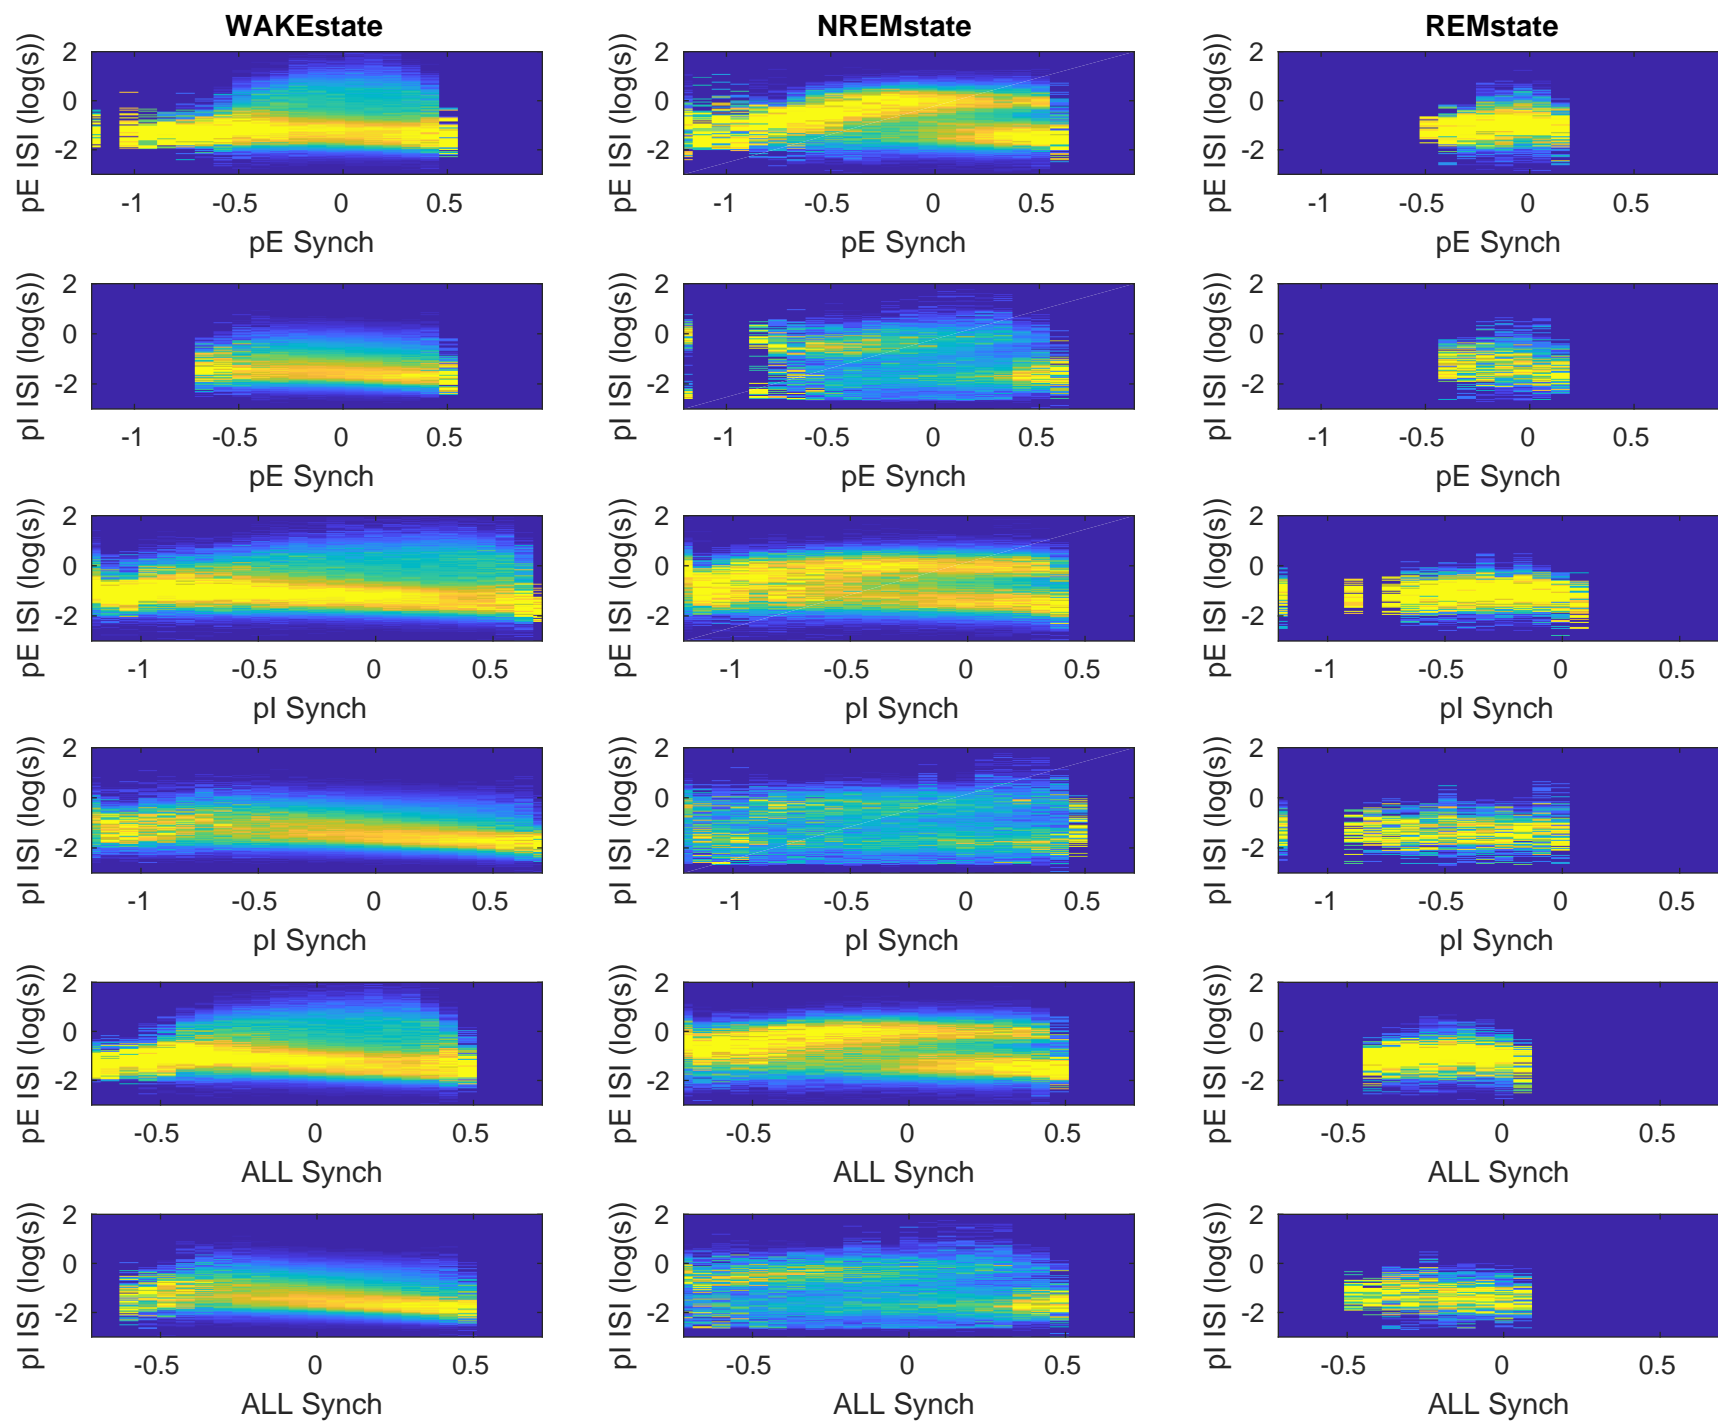 WAKEstate NREMstate REMstate
pE ISI (log(s)) 2 0 -2 pE ISI (log(s)) 2 0 -2 pE ISI (log(s)) 2 0 -2
-1 -0.5 0 0.5 -1 -0.5 0 0.5 -1 -0.5 0 0.5
pE Synch pE Synch pE Synch
pI ISI (log(s)) 2 0 -2 pI ISI (log(s)) 2 0 -2 pI ISI (log(s)) 2 0 -2
-1 -0.5 0 0.5 -1 -0.5 0 0.5 -1 -0.5 0 0.5
pE Synch pE Synch pE Synch
pE ISI (log(s)) 2 0 -2 pE ISI (log(s)) 2 0 -2 pE ISI (log(s)) 2 0 -2
-1 -0.5 0 0.5 -1 -0.5 0 0.5 -1 -0.5 0 0.5
pI Synch pI Synch pI Synch
pI ISI (log(s)) 2 0 -2 pI ISI (log(s)) 2 0 -2 pI ISI (log(s)) 2 0 -2
-1 -0.5 0 0.5 -1 -0.5 0 0.5 -1 -0.5 0 0.5
pI Synch pI Synch pI Synch
pE ISI (log(s)) 2 0 -2 pE ISI (log(s)) 2 0 -2 pE ISI (log(s)) 2 0 -2
-0.5 0 0.5 -0.5 0 0.5 -0.5 0 0.5
ALL Synch ALL Synch ALL Synch
pI ISI (log(s)) 2 0 -2 pI ISI (log(s)) 2 0 -2 pI ISI (log(s)) 2 0 -2
-0.5 0 0.5 -0.5 0 0.5 -0.5 0 0.5
ALL Synch ALL Synch ALL Synch